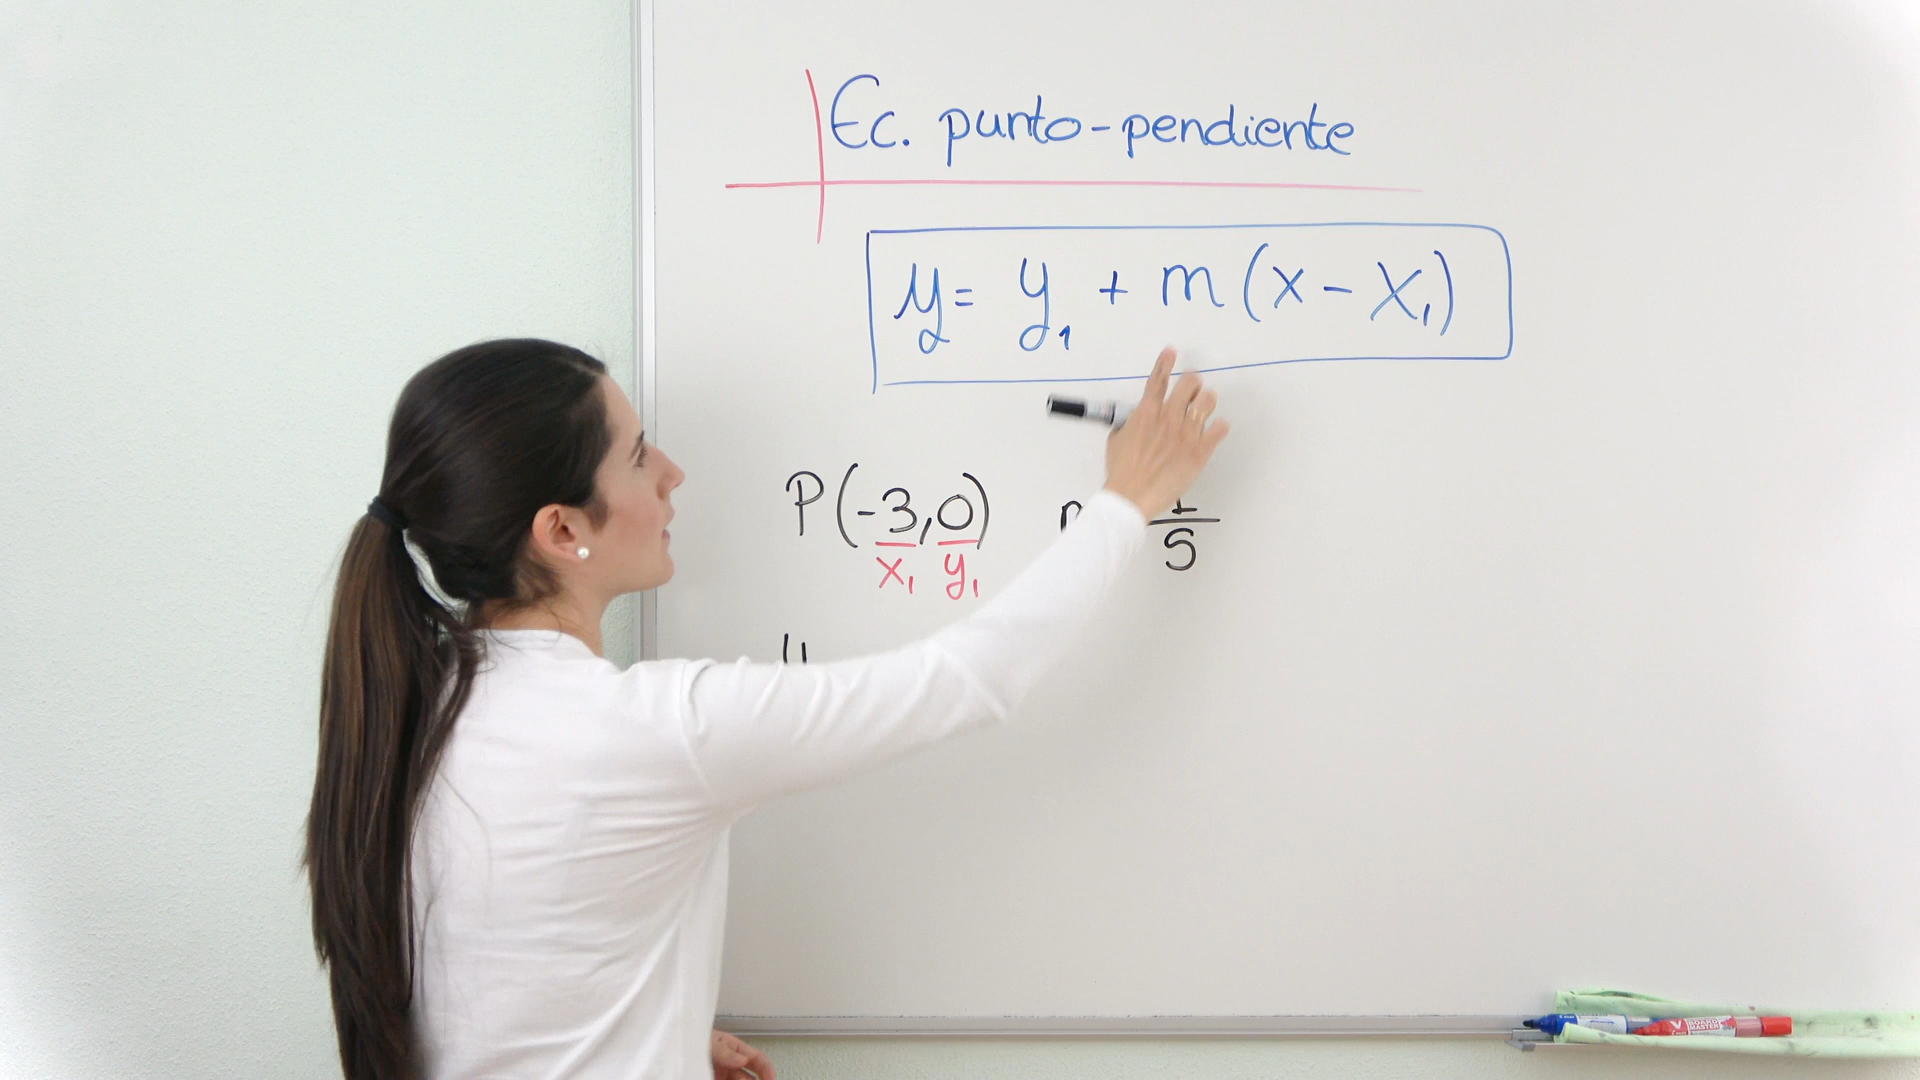 Ec. punto-pendiente
y = y₁ + m (x - x₁)
P(-3,0)
5
x₁ y₁